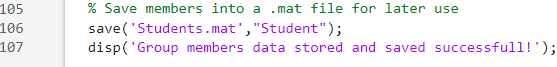 105 % Save members into a .mat file for later use
106 save('Students.mat',"Student");
107 disp('Group members data stored and saved successfull!');